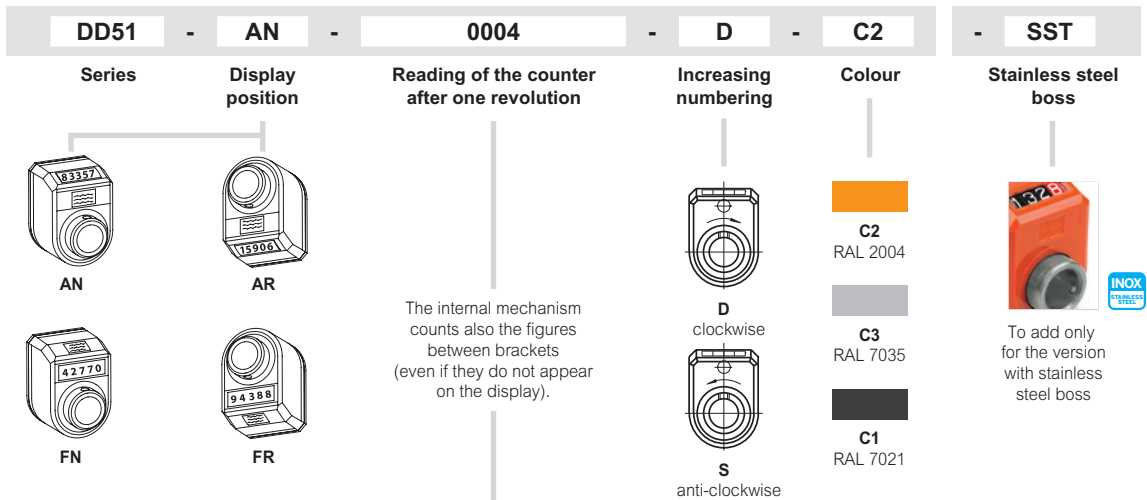 DD51 - AN - 0004 - D - C2 - SST
Series
Display
position
Reading of the counter
after one revolution
Increasing
numbering
Colour
Stainless steel
boss
83357
AN
15906
AR
42770
FN
94388
FR
The internal mechanism
counts also the figures
between brackets
(even if they do not appear
on the display).
D
clockwise
S
anti-clockwise
C2
RAL 2004
C3
RAL 7035
C1
RAL 7021
1328
INOX
STAINLESS
STEEL
To add only
for the version
with stainless
steel boss